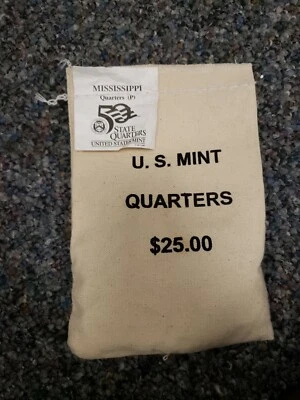 MISSISSIPPI
Quarters (P)
50
STATE
QUARTERS
UNITED STATES MINT
U. S. MINT
QUARTERS
$25.00